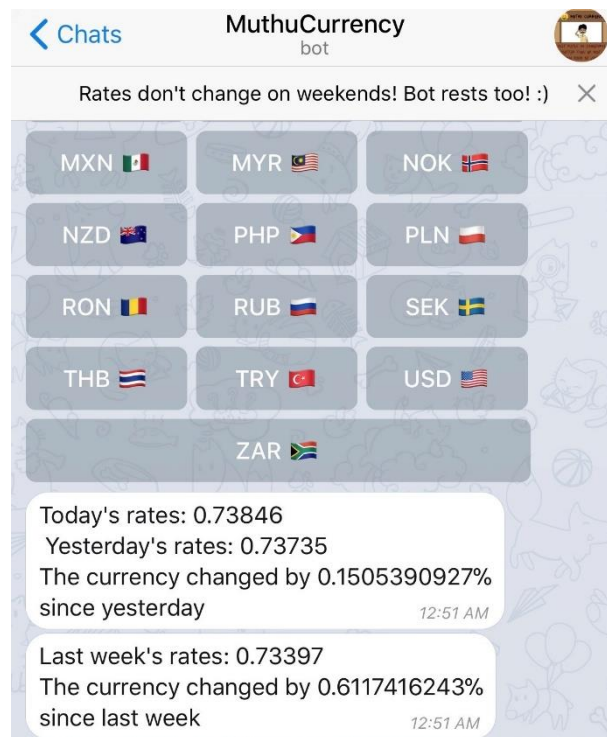 Chats
MuthuCurrency
bot
Rates don't change on weekends! Bot rests too! :)
MXN 🇲🇽 MYR 🇲🇾 NOK 🇳🇴
NZD 🇳🇿 PHP 🇵🇭 PLN 🇵🇱
RON 🇷🇴 RUB 🇷🇺 SEK 🇸🇪
THB 🇹🇭 TRY 🇹🇷 USD 🇺🇸
ZAR 🇿🇦
Today's rates: 0.73846
Yesterday's rates: 0.73735
The currency changed by 0.1505390927%
since yesterday 12:51 AM
Last week's rates: 0.73397
The currency changed by 0.6117416243%
since last week 12:51 AM